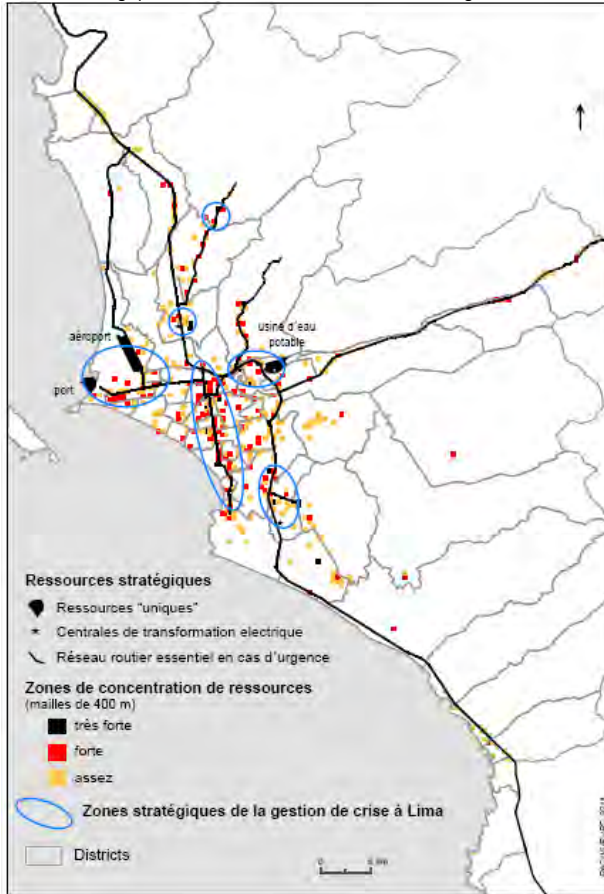 aéroport
usine d'eau
potable
port
Ressources stratégiques
Ressources "uniques"
Centrales de transformation electrique
Réseau routier essentiel en cas d'urgence
Zones de concentration de ressources
(mailles de 400 m)
très forte
forte
assez
Zones stratégiques de la gestion de crise à Lima
Districts
0